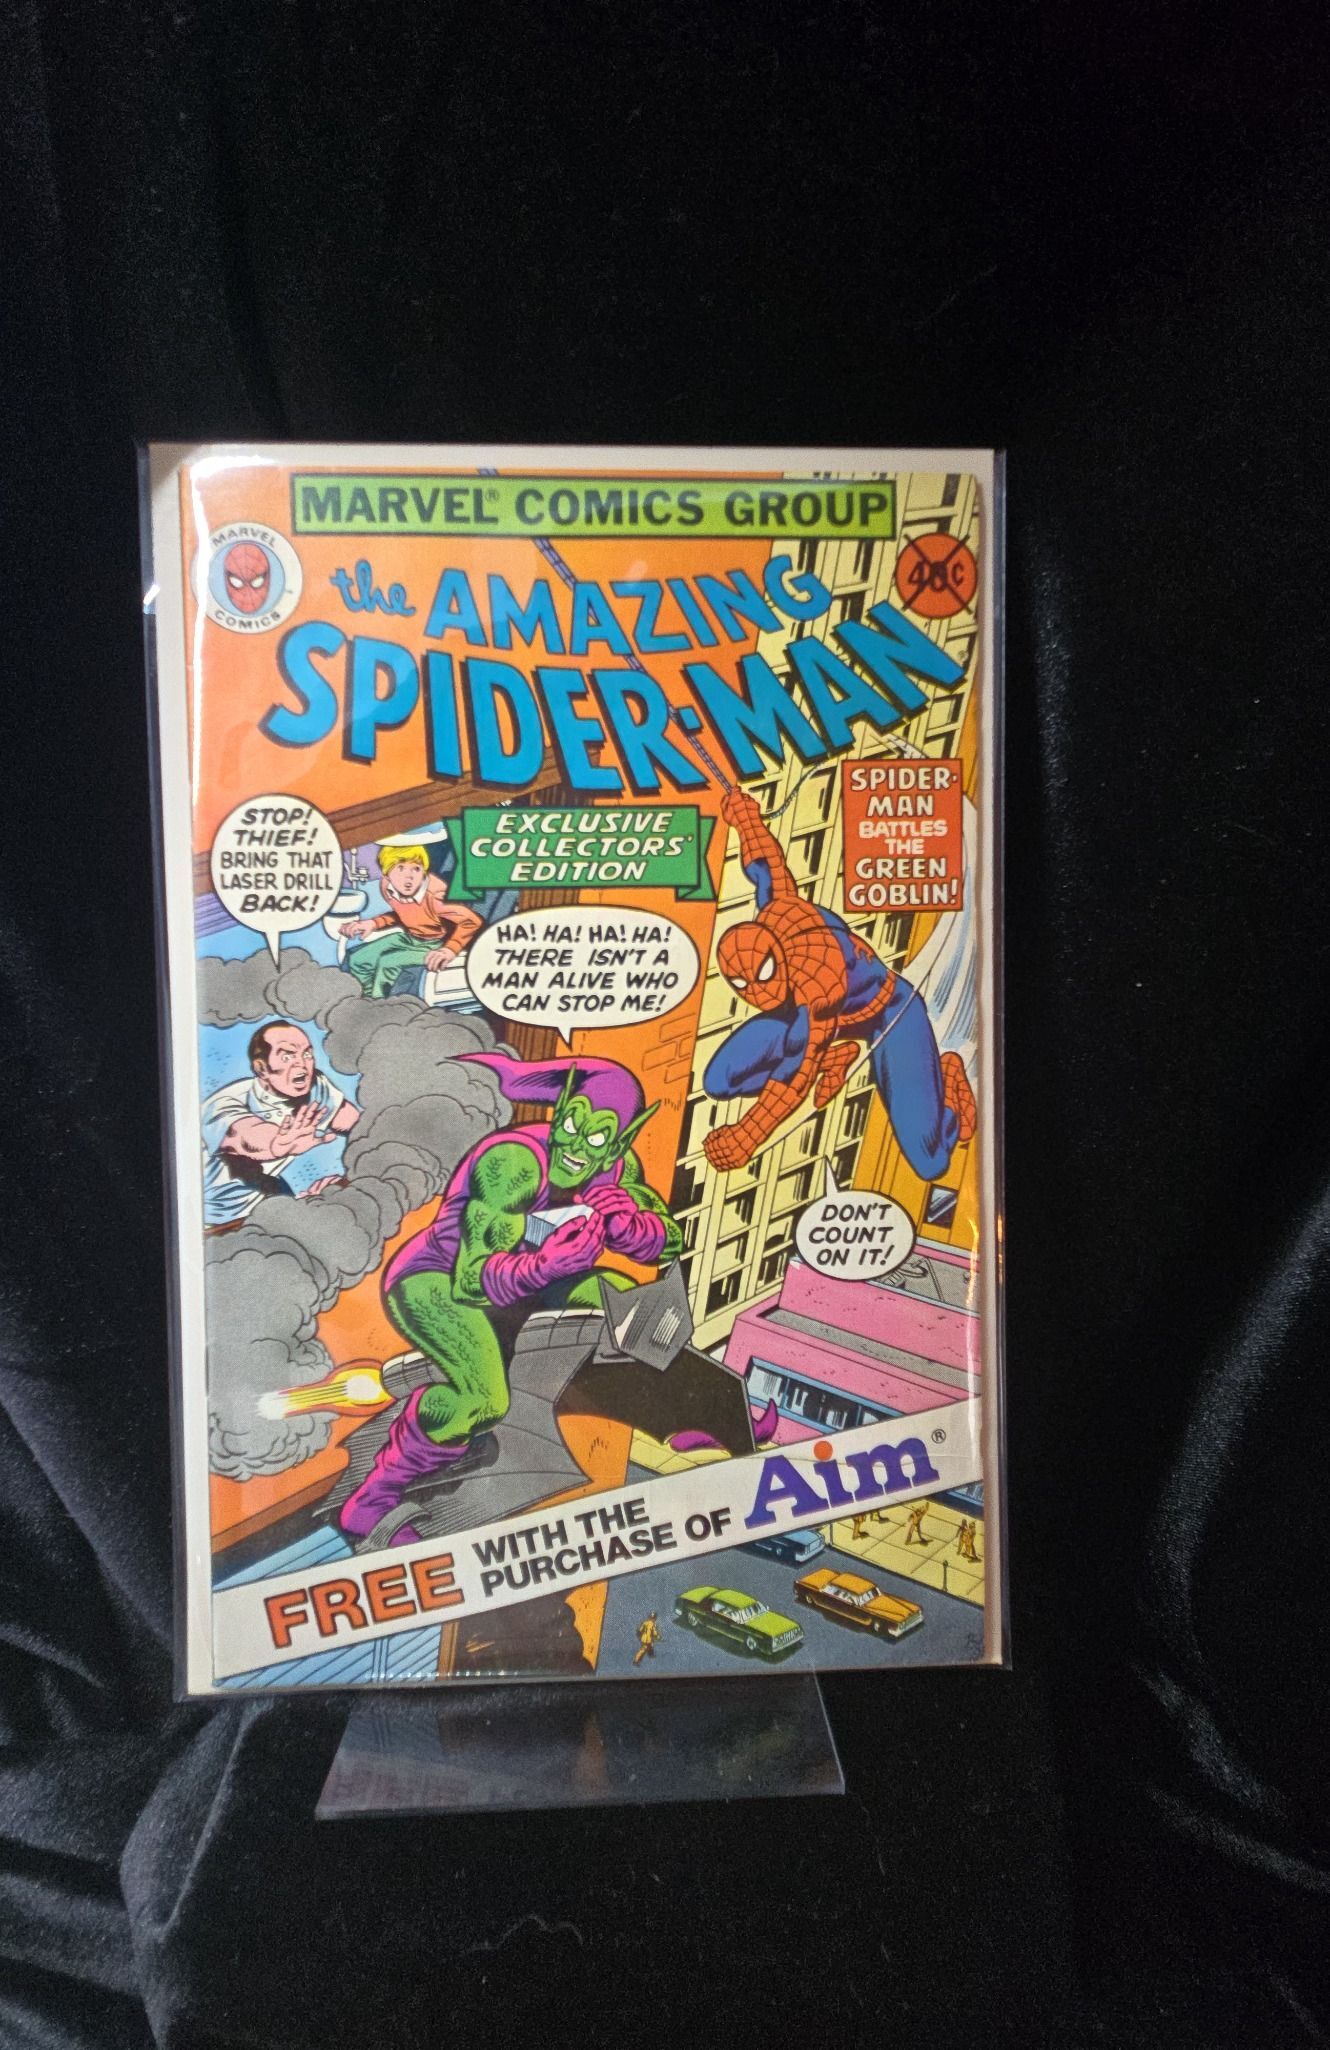 MARVEL® COMICS GROUP
MARVEL
COMICS
40¢
the AMAZING
SPIDER-MAN
SPIDER-
MAN
BATTLES
THE
GREEN
GOBLIN!
EXCLUSIVE
COLLECTORS'
EDITION
STOP!
THIEF!
BRING THAT
LASER DRILL
BACK!
HA! HA! HA! HA!
THERE ISN'T A
MAN ALIVE WHO
CAN STOP ME!
DON'T
COUNT
ON IT!
FREE WITH THE
PURCHASE OF Aim®